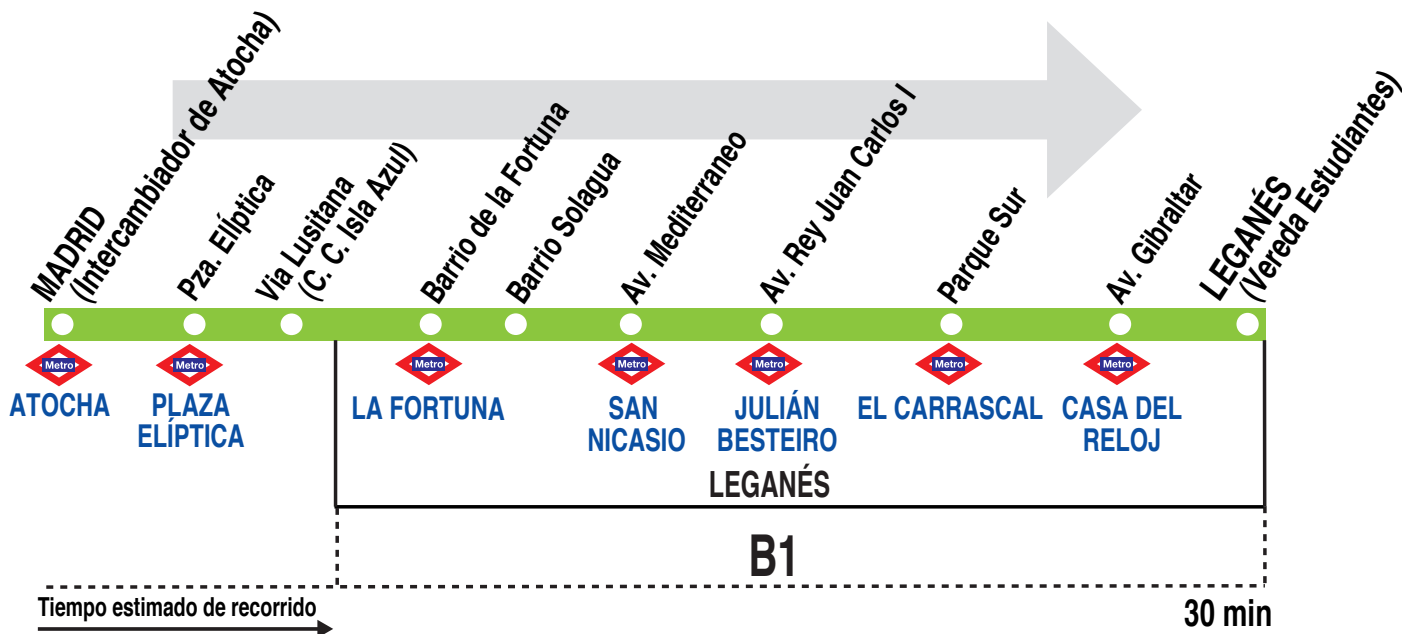 MADRID
(Intercambiador de Atocha)
Pza. Elíptica
Via Lusitana
(C. C. Isla Azul)
Barrio de la Fortuna
Barrio Solagua
Av. Mediterraneo
Av. Rey Juan Carlos I
Parque Sur
Av. Gibraltar
LEGANÉS
(Vereda Estudiantes)
Metro
Metro
Metro
Metro
Metro
Metro
Metro
ATOCHA
PLAZA
ELÍPTICA
LA FORTUNA
SAN
NICASIO
JULIÁN
BESTEIRO
EL CARRASCAL
CASA DEL
RELOJ
LEGANÉS
B1
Tiempo estimado de recorrido
30 min